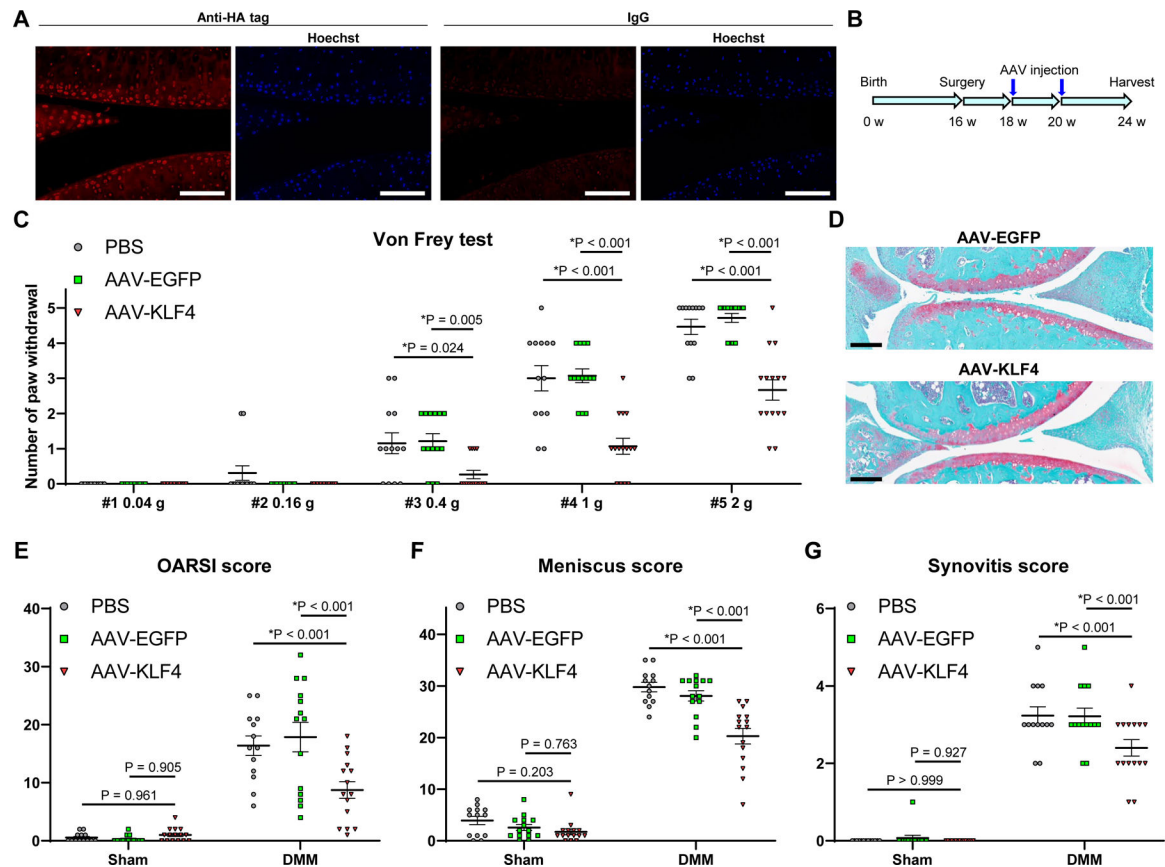 A
Anti-HA tag
IgG
Hoechst
Hoechst
B
AAV injection
Birth
Surgery
Harvest
0 w
16 w
18 w
20 w
24 w
C
Von Frey test
PBS
AAV-EGFP
AAV-KLF4
*P < 0.001
*P < 0.001
*P < 0.001
*P < 0.001
*P = 0.005
*P = 0.024
Number of paw withdrawal
5
4
3
2
1
0
#1 0.04 g
#2 0.16 g
#3 0.4 g
#4 1 g
#5 2 g
D
AAV-EGFP
AAV-KLF4
E
OARSI score
PBS
AAV-EGFP
AAV-KLF4
*P < 0.001
*P < 0.001
P = 0.905
P = 0.961
40
30
20
10
0
Sham
DMM
F
Meniscus score
PBS
AAV-EGFP
AAV-KLF4
*P < 0.001
*P < 0.001
P = 0.763
P = 0.203
40
30
20
10
0
Sham
DMM
G
Synovitis score
PBS
AAV-EGFP
AAV-KLF4
*P < 0.001
*P < 0.001
P = 0.927
P > 0.999
6
4
2
0
Sham
DMM